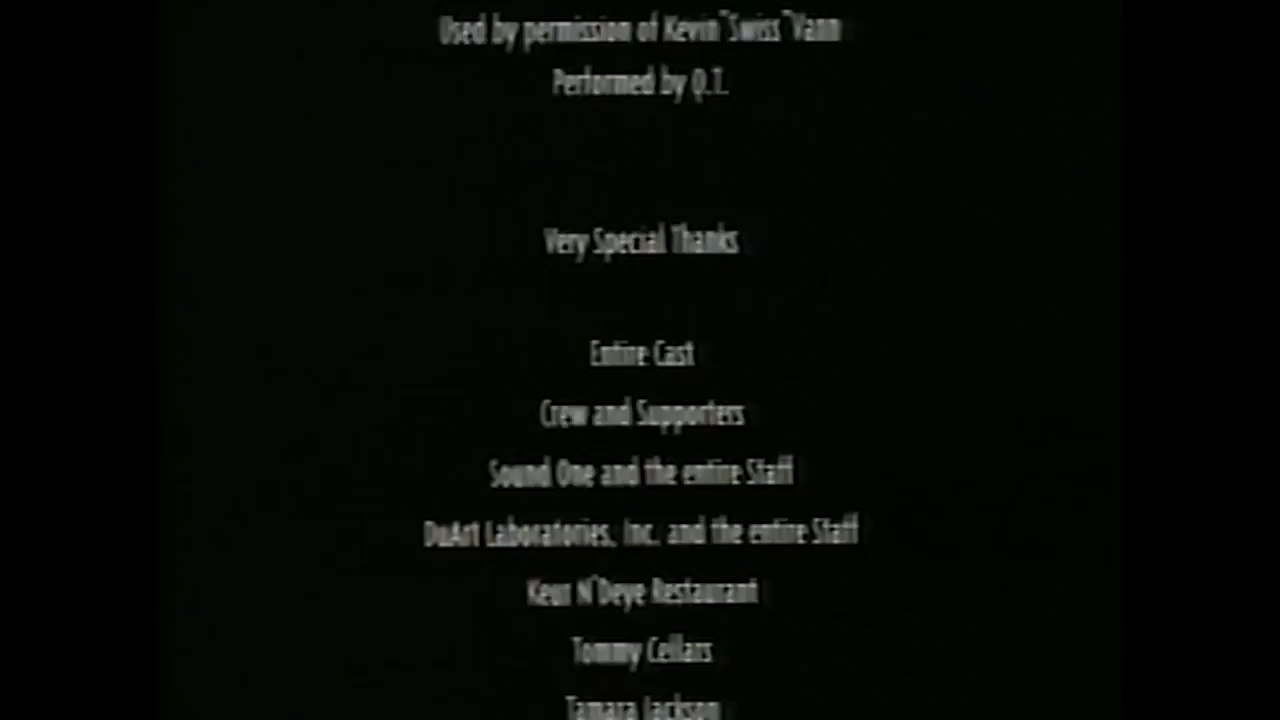 Used by permission of Kevin "Swiss" Vann
Performed by Q.T.
Very Special Thanks
Entire Cast
Crew and Supporters
Sound One and the entire Staff
DuArt Laboratories, Inc. and the entire Staff
Keur N'Deye Restaurant
Tommy Cellars
Tamara Jackson